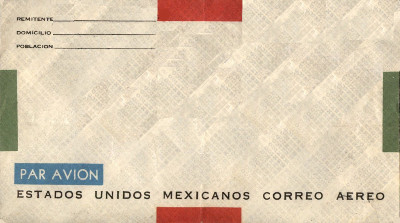 REMITENTE
DOMICILIO
POBLACION
PAR AVION
ESTADOS UNIDOS MEXICANOS CORREO AEREO